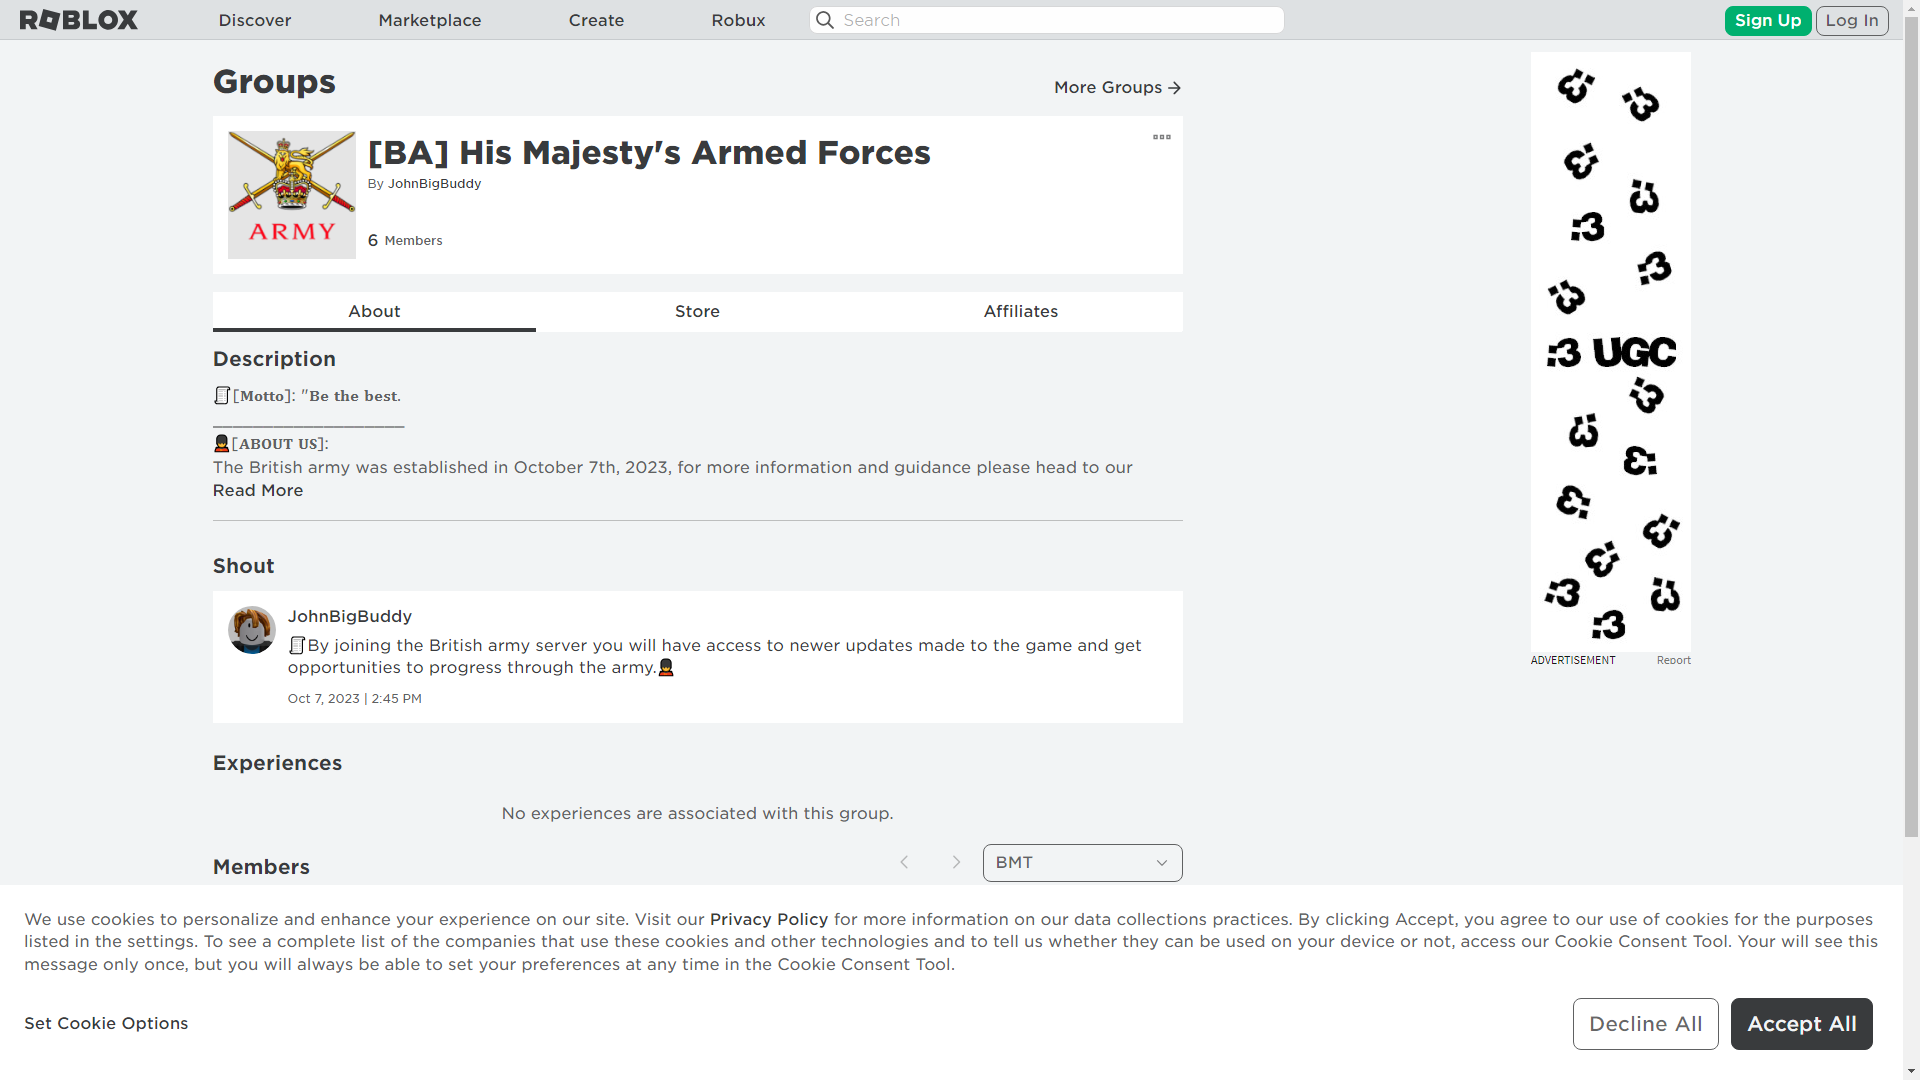 ROBLOX
Discover
Marketplace
Create
Robux
Search
Sign Up
Log In
Groups
More Groups
ARMY
[BA] His Majesty's Armed Forces
By JohnBigBuddy
6 Members
About
Store
Affiliates
Description
[Motto]: "Be the best.
____________________
[ABOUT US]:
The British army was established in October 7th, 2023, for more information and guidance please head to our
Read More
Shout
JohnBigBuddy
By joining the British army server you will have access to newer updates made to the game and get
opportunities to progress through the army.
Oct 7, 2023 | 2:45 PM
Experiences
No experiences are associated with this group.
Members
BMT
:3
:3
:3
:3
:3
:3
:3
:3 UGC
:3
:3
:3
:3
:3
:3
:3
:3
:3
ADVERTISEMENT
Report
We use cookies to personalize and enhance your experience on our site. Visit our Privacy Policy for more information on our data collections practices. By clicking Accept, you agree to our use of cookies for the purposes
listed in the settings. To see a complete list of the companies that use these cookies and other technologies and to tell us whether they can be used on your device or not, access our Cookie Consent Tool. Your will see this
message only once, but you will always be able to set your preferences at any time in the Cookie Consent Tool.
Set Cookie Options
Decline All
Accept All